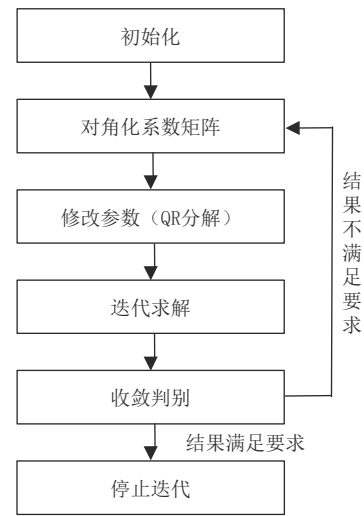 初始化
对角化系数矩阵
修改参数（QR分解）
迭代求解
收敛判别
结果不满足要求
结果满足要求
停止迭代